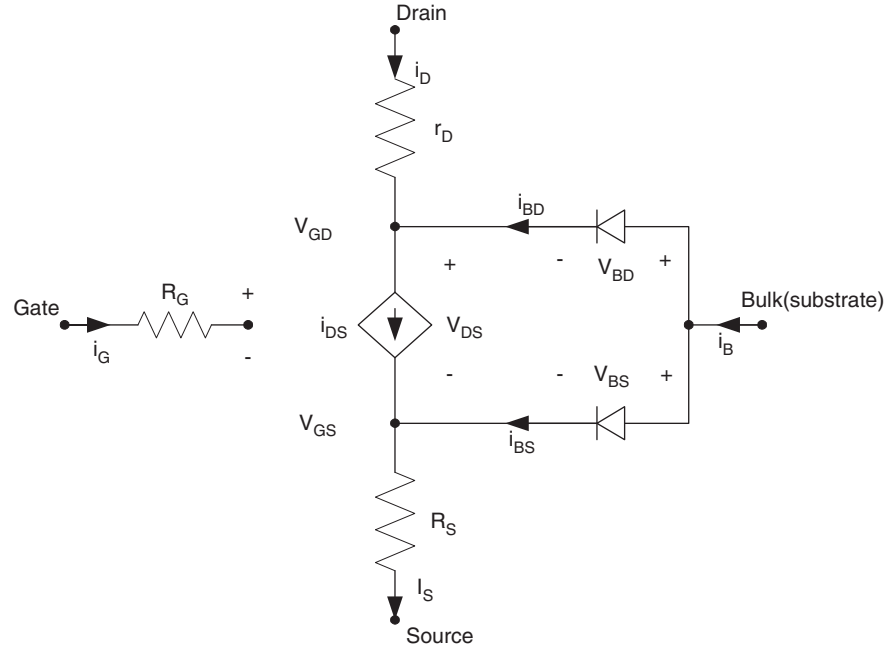 Drain
i_D
r_D
i_BD
V_GD
+
-
V_BD
+
Gate
R_G
+
i_DS
V_DS
Bulk(substrate)
i_G
-
i_B
-
-
V_BS
+
V_GS
i_BS
R_S
I_S
Source